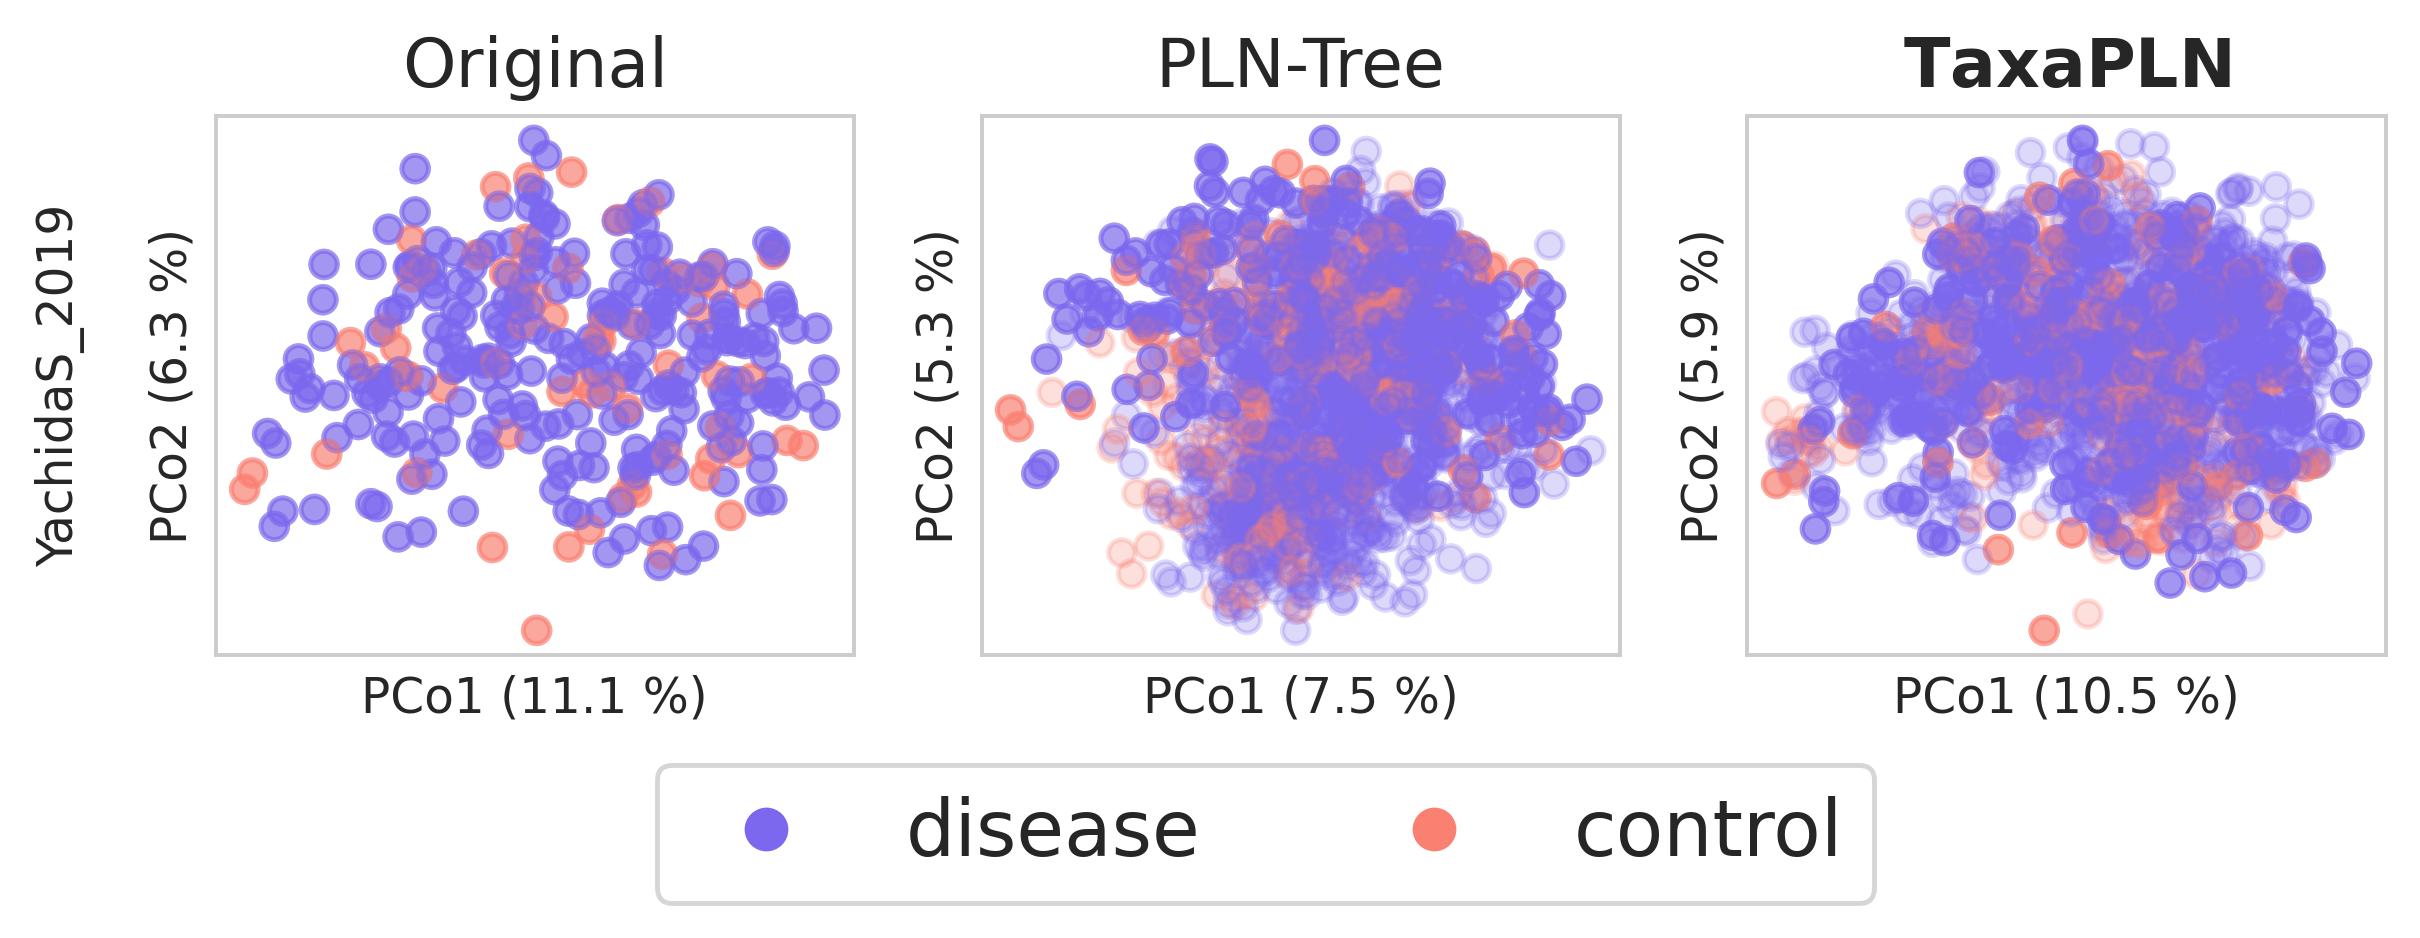 Original
PLN-Tree
TaxaPLN
YachidaS_2019
PCo2 (6.3 %)
PCo2 (5.3 %)
PCo2 (5.9 %)
PCo1 (11.1 %)
PCo1 (7.5 %)
PCo1 (10.5 %)
disease
control